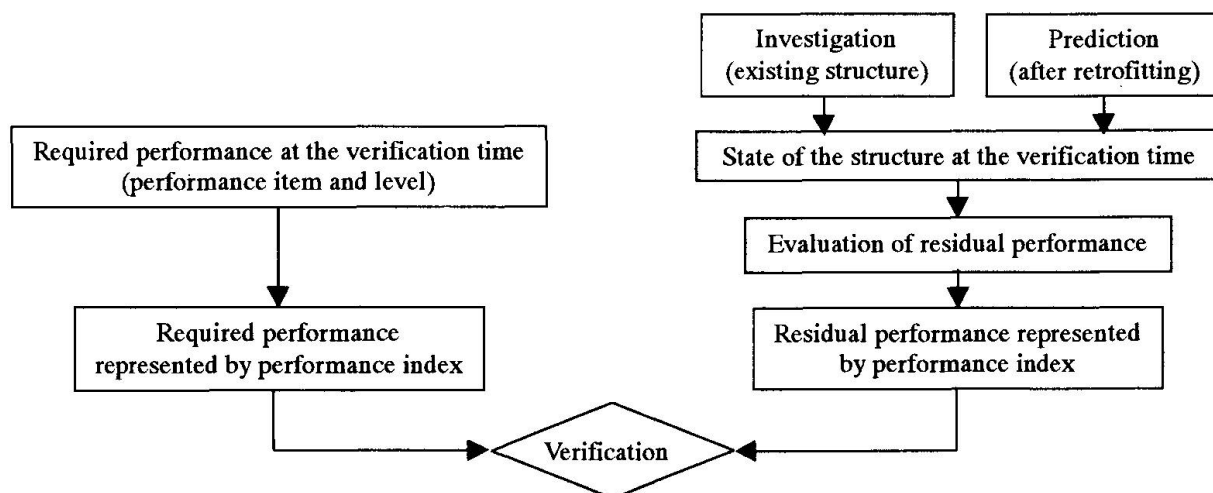 Investigation
(existing structure)
Prediction
(after retrofitting)
Required performance at the verification time
(performance item and level)
State of the structure at the verification time
Evaluation of residual performance
Required performance
represented by performance index
Residual performance represented
by performance index
Verification